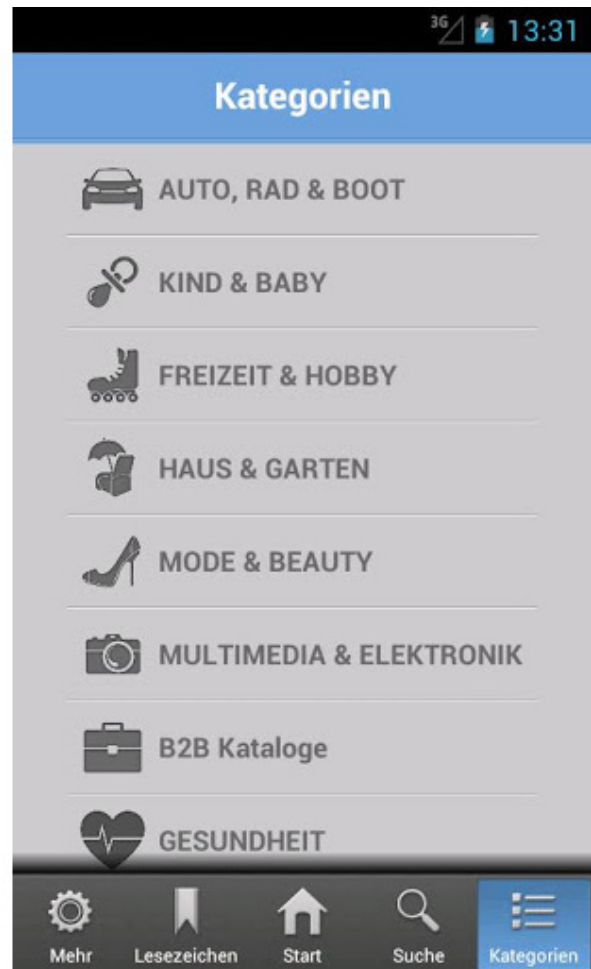 3G 13:31
Kategorien
AUTO, RAD & BOOT
KIND & BABY
FREIZEIT & HOBBY
HAUS & GARTEN
MODE & BEAUTY
MULTIMEDIA & ELEKTRONIK
B2B Kataloge
GESUNDHEIT
Mehr Lesezeichen Start Suche Kategorien